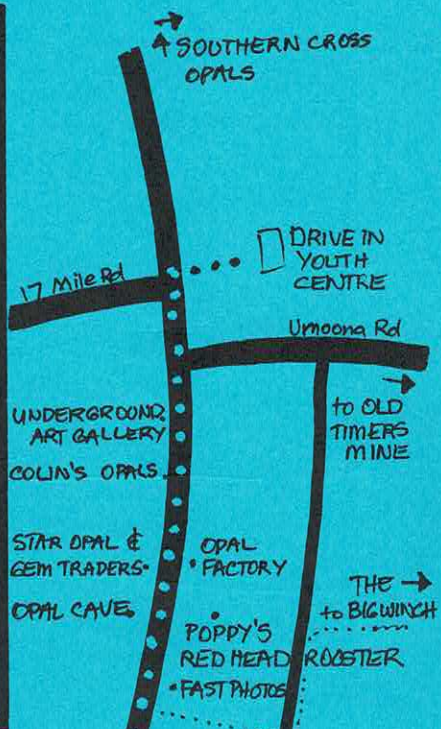 4 SOUTHERN CROSS
OPALS
DRIVE IN
YOUTH
CENTRE
17 Mile Rd
Umoona Rd
to OLD
TIMERS
MINE
UNDERGROUND
ART GALLERY
COLIN'S OPALS
STAR OPAL &
GEM TRADERS
OPAL
FACTORY
OPAL CAVE
THE
to BIG WINCH
POPPY'S
RED HEAD ROOSTER
FAST PHOTOS